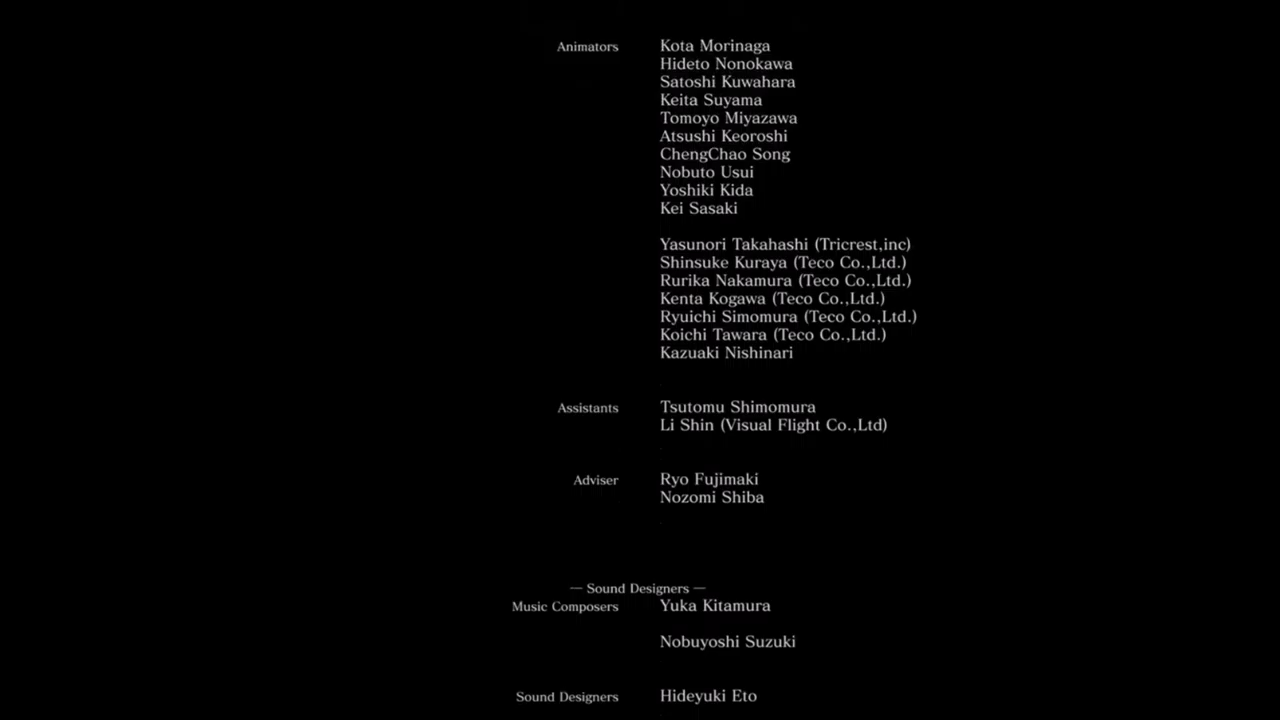 Animators Kota Morinaga
Hideto Nonokawa
Satoshi Kuwahara
Keita Suyama
Tomoyo Miyazawa
Atsushi Keoroshi
ChengChao Song
Nobuto Usui
Yoshiki Kida
Kei Sasaki
Yasunori Takahashi (Tricrest,inc)
Shinsuke Kuraya (Teco Co.,Ltd.)
Rurika Nakamura (Teco Co.,Ltd.)
Kenta Kogawa (Teco Co.,Ltd.)
Ryuichi Simomura (Teco Co.,Ltd.)
Koichi Tawara (Teco Co.,Ltd.)
Kazuaki Nishinari
Assistants Tsutomu Shimomura
Li Shin (Visual Flight Co.,Ltd)
Adviser Ryo Fujimaki
Nozomi Shiba
— Sound Designers —
Music Composers Yuka Kitamura
Nobuyoshi Suzuki
Sound Designers Hideyuki Eto